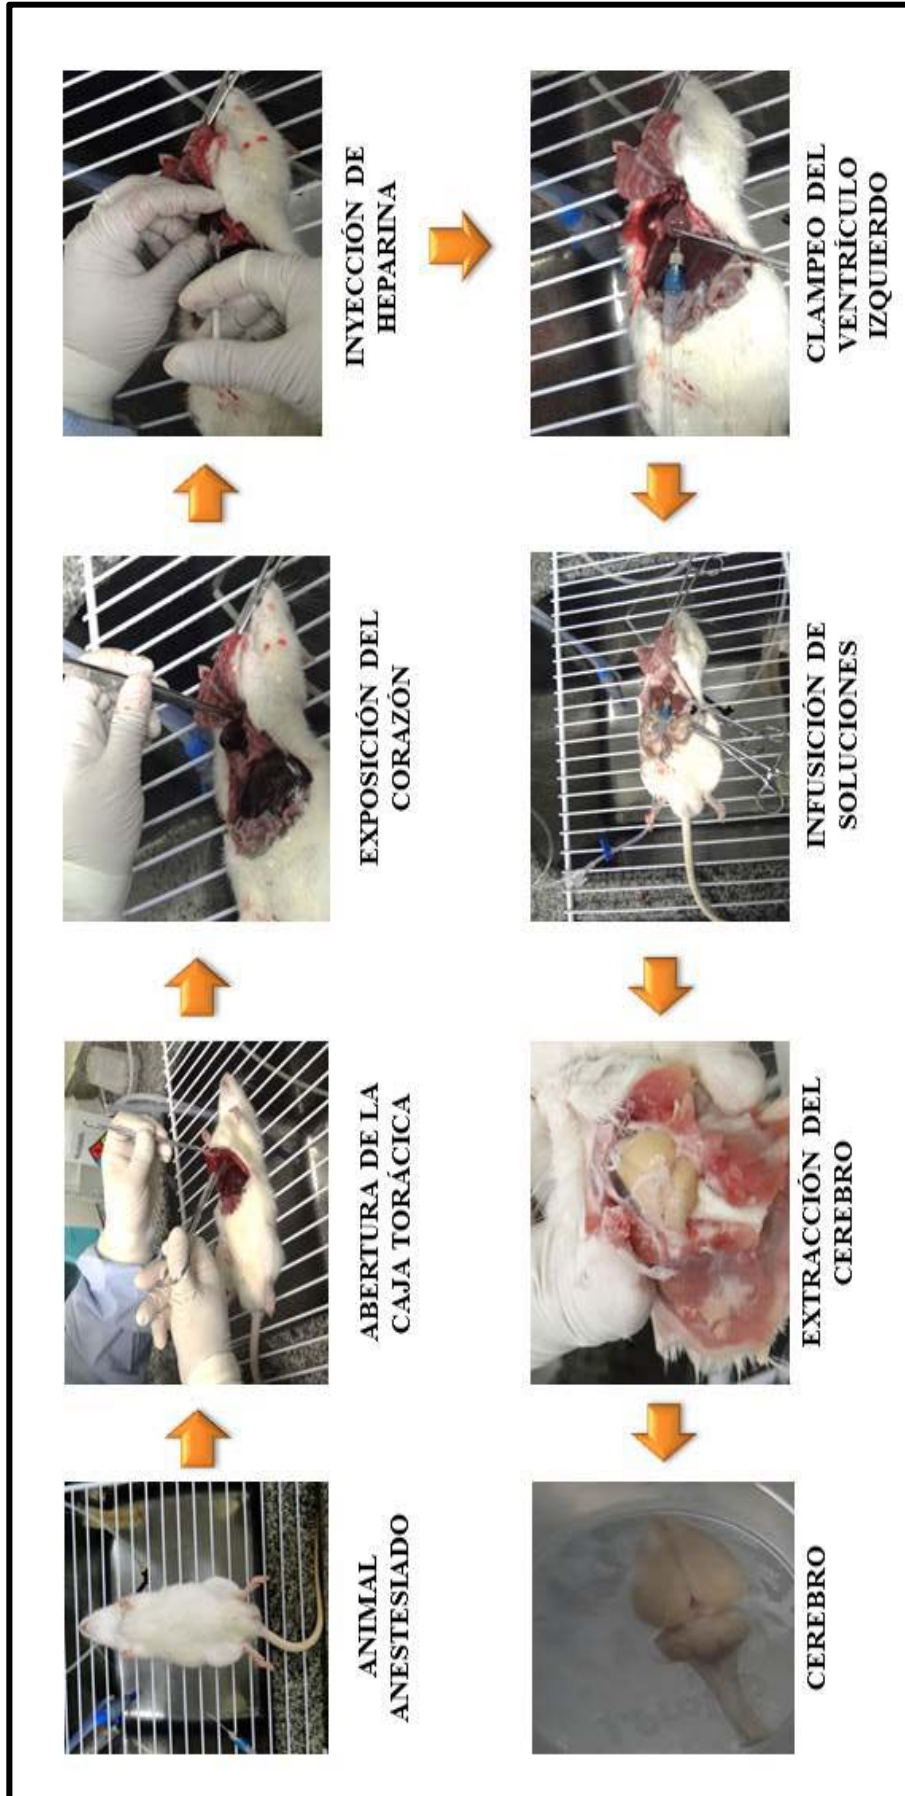 ANIMAL
ANESTESIADO
ABERTURA DE LA
CAJA TORÁCICA
EXPOSICIÓN DEL
CORAZÓN
INYECCIÓN DE
HEPARINA
CLAMPEO DEL
VENTRÍCULO
IZQUIERDO
INFUSICIÓN DE
SOLUCIONES
EXTRACCIÓN DEL
CEREBRO
CEREBRO